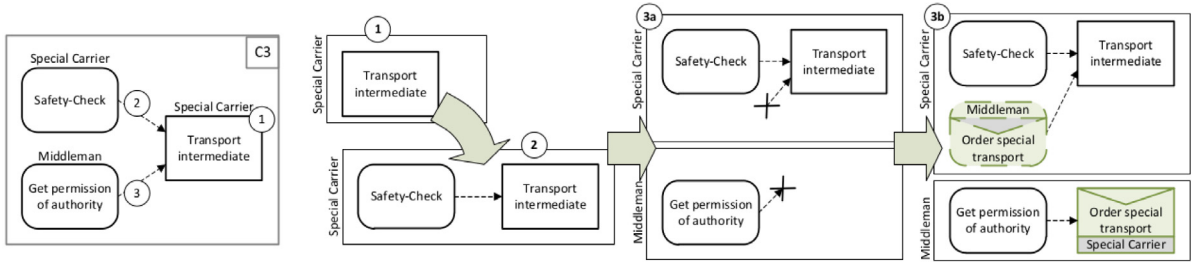 C3
Special Carrier
Safety-Check
2
Special Carrier
1
Transport
intermediate
Middleman
Get permission
of authority
3
1
Special Carrier
Transport
intermediate
2
Special Carrier
Safety-Check
Transport
intermediate
3a
Special Carrier
Safety-Check
Transport
intermediate
Middleman
Get permission
of authority
3b
Special Carrier
Safety-Check
Transport
intermediate
Middleman
Order special
transport
Middleman
Get permission
of authority
Order special
transport
Special Carrier